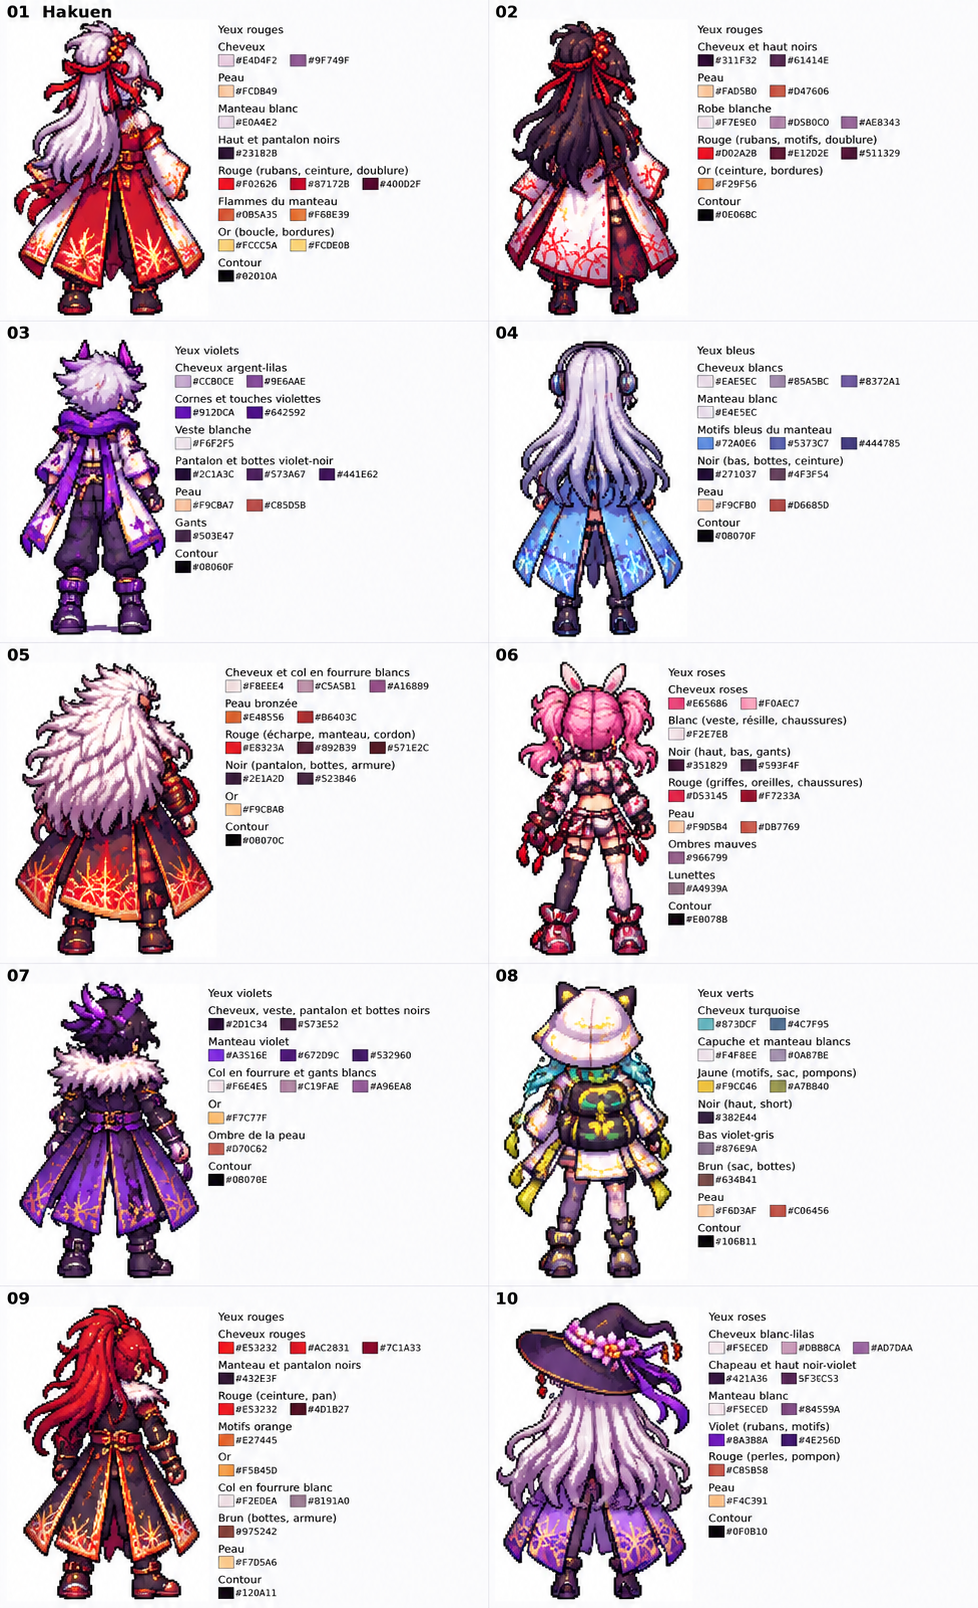 01 Hakuen
Yeux rouges
Cheveux
#E4D4F2 #9F749F
Peau
#FCDB49
Manteau blanc
#E0A4E2
Haut et pantalon noirs
#23182B
Rouge (rubans, ceinture, doublure)
#F02626 #87172B #400D2F
Flammes du manteau
#0B5A35 #F68E39
Or (boucle, bordures)
#FCCC5A #FCDE0B
Contour
#02010A
02
Yeux rouges
Cheveux et haut noirs
#311F32 #61414E
Peau
#FAD5B0 #D47606
Robe blanche
#F7E9E0 #D5B0C0 #AE8343
Rouge (rubans, motifs, doublure)
#D02A2B #E12D2E #511329
Or (ceinture, bordures)
#F29F56
Contour
#0E068C
03
Yeux violets
Cheveux argent-lilas
#CCB0CE #9E6AAE
Cornes et touches violettes
#912DCA #642592
Veste blanche
#F6F2F5
Pantalon et bottes violet-noir
#2C1A3C #573A67 #441E62
Peau
#F9CBA7 #C85D5B
Gants
#503E47
Contour
#08060F
04
Yeux bleus
Cheveux blancs
#EAE5EC #85A5BC #8372A1
Manteau blanc
#E4E5EC
Motifs bleus du manteau
#72A0E6 #5373C7 #444785
Noir (bas, bottes, ceinture)
#271037 #4F3F54
Peau
#F9CFB0 #D6685D
Contour
#08070F
05
Cheveux et col en fourrure blancs
#F8EEE4 #C5A5B1 #A16889
Peau bronzée
#E48556 #B6403C
Rouge (écharpe, manteau, cordon)
#E8323A #892B39 #571E2C
Noir (pantalon, bottes, armure)
#2E1A2D #523B46
Or
#F9CBAB
Contour
#0B070C
06
Yeux roses
Cheveux roses
#E65686 #F0AEC7
Blanc (veste, résille, chaussures)
#F2E7EB
Noir (haut, bas, gants)
#351829 #593F4F
Rouge (griffes, oreilles, chaussures)
#D53145 #F7233A
Peau
#F9D5B4 #DB7769
Ombres mauves
#966799
Lunettes
#A4939A
Contour
#E0078B
07
Yeux violets
Cheveux, veste, pantalon et bottes noirs
#2D1C34 #573E52
Manteau violet
#A3516E #672D9C #532960
Col en fourrure et gants blancs
#F6E4E5 #C19FAE #A96EA8
Or
#F7C77F
Ombre de la peau
#D70C62
Contour
#08070E
08
Yeux verts
Cheveux turquoise
#873DCF #4C7F95
Capuche et manteau blancs
#F4F8EE #0A87BE
Jaune (motifs, sac, pompons)
#F9CC46 #A7B840
Noir (haut, short)
#382E44
Bas violet-gris
#876E9A
Brun (sac, bottes)
#634B41
Peau
#F6D3AF #C06456
Contour
#106B11
09
Yeux rouges
Cheveux rouges
#E53232 #AC2831 #7C1A33
Manteau et pantalon noirs
#432E3F
Rouge (ceinture, pan)
#E53232 #4D1B27
Motifs orange
#E27445
Or
#F5B45D
Col en fourrure blanc
#F2EDEA #8191A0
Brun (bottes, armure)
#975242
Peau
#F7D5A6
Contour
#120A11
10
Yeux roses
Cheveux blanc-lilas
#F5ECED #DBB8CA #AD7DAA
Chapeau et haut noir-violet
#421A36 5F30C53
Manteau blanc
#F5ECED #84559A
Violet (rubans, motifs)
#8A3B8A #4E256D
Rouge (perles, pompon)
#C85B58
Peau
#F4C391
Contour
#0F0B10